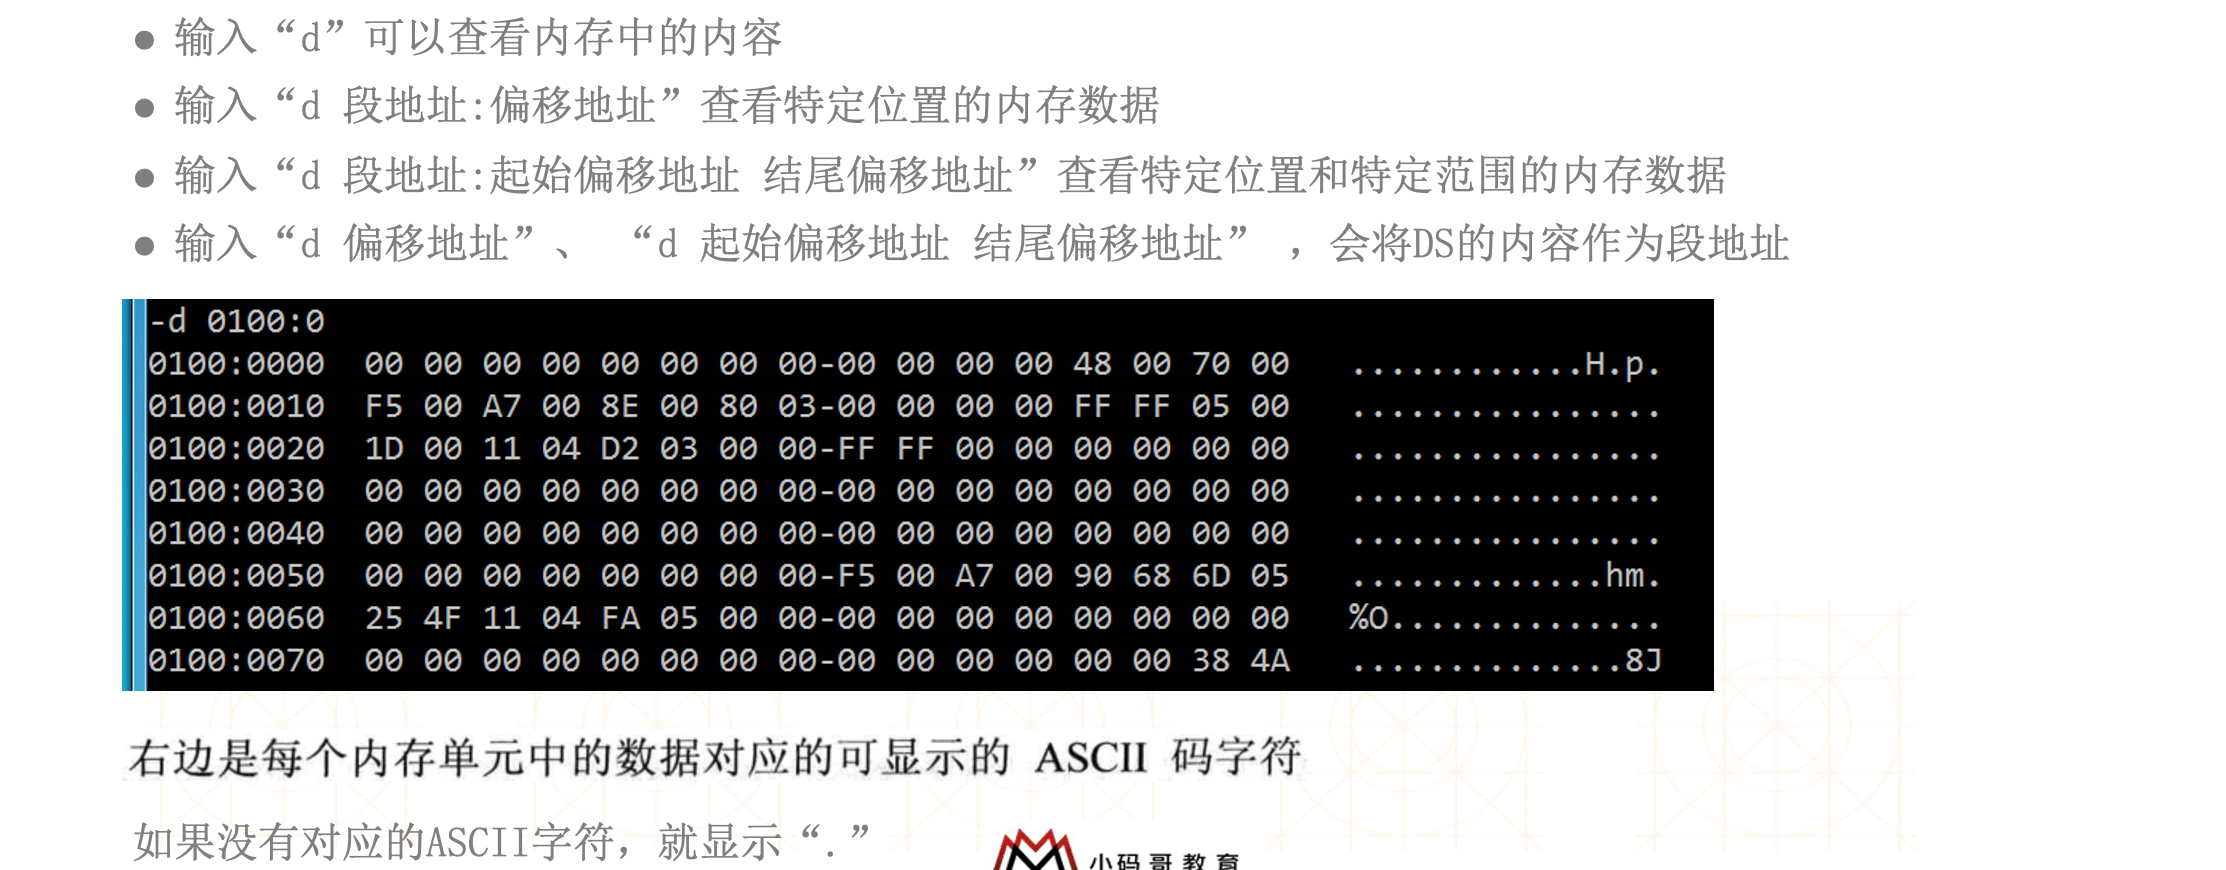 ● 输入“d”可以查看内存中的内容
● 输入“d 段地址:偏移地址”查看特定位置的内存数据
● 输入“d 段地址:起始偏移地址 结尾偏移地址”查看特定位置和特定范围的内存数据
● 输入“d 偏移地址”、 “d 起始偏移地址 结尾偏移地址” ，会将DS的内容作为段地址
-d 0100:0
0100:0000  00 00 00 00 00 00 00 00-00 00 00 00 48 00 70 00   ............H.p.
0100:0010  F5 00 A7 00 8E 00 80 03-00 00 00 00 FF FF 05 00   ................
0100:0020  1D 00 11 04 D2 03 00 00-FF FF 00 00 00 00 00 00   ................
0100:0030  00 00 00 00 00 00 00 00-00 00 00 00 00 00 00 00   ................
0100:0040  00 00 00 00 00 00 00 00-00 00 00 00 00 00 00 00   ................
0100:0050  00 00 00 00 00 00 00 00-F5 00 A7 00 90 68 6D 05   .............hm.
0100:0060  25 4F 11 04 FA 05 00 00-00 00 00 00 00 00 00 00   %O..............
0100:0070  00 00 00 00 00 00 00 00-00 00 00 00 00 00 38 4A   ..............8J
右边是每个内存单元中的数据对应的可显示的 ASCII 码字符
如果没有对应的ASCII字符，就显示“.”
小码哥教育